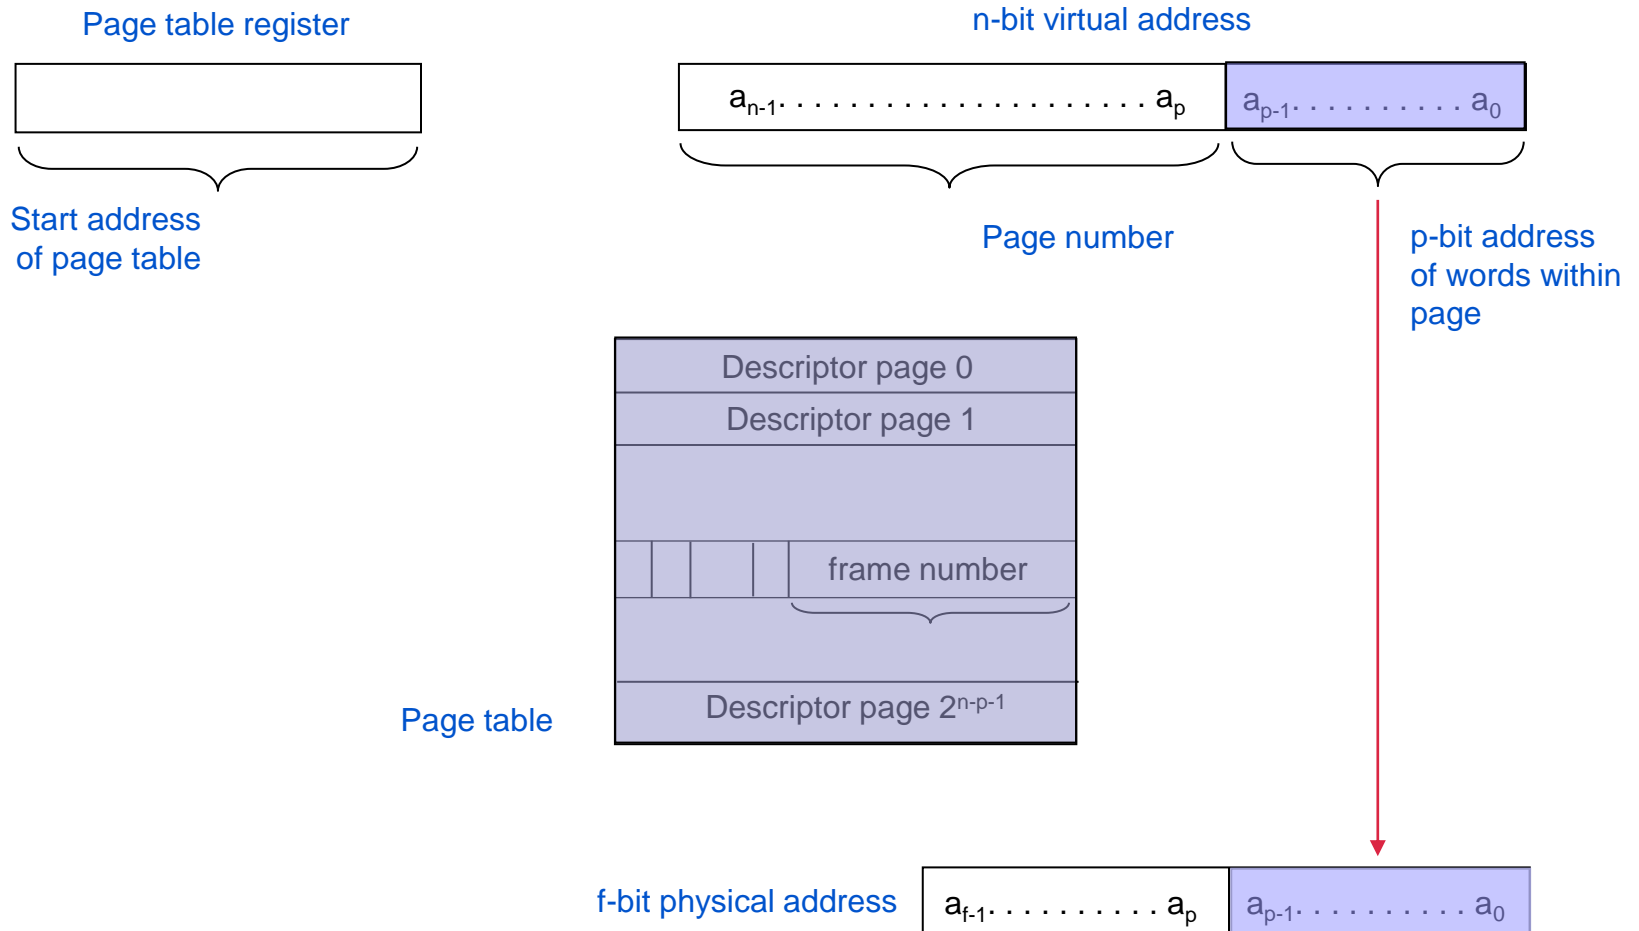 Page table register
n-bit virtual address
aₙ₋₁. . . . . . . . . . . . . . . . . . . . . aₚ
aₚ₋₁. . . . . . . . . . a₀
Start address
of page table
Page number
p-bit address
of words within
page
Descriptor page 0
Descriptor page 1
frame number
Descriptor page 2ⁿ⁻ᵖ⁻¹
Page table
f-bit physical address
a_f-1. . . . . . . . . . aₚ
aₚ₋₁. . . . . . . . . . a₀